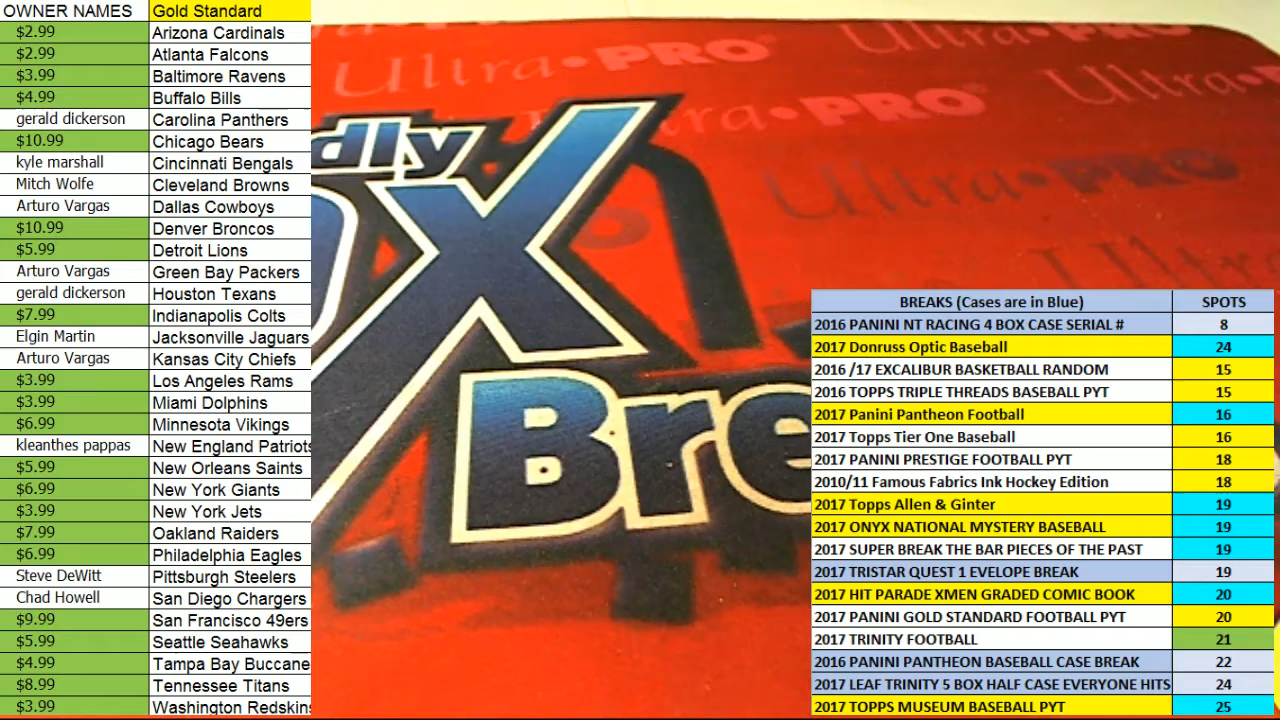 OWNER NAMES Gold Standard
$2.99 Arizona Cardinals
$2.99 Atlanta Falcons
$3.99 Baltimore Ravens
$4.99 Buffalo Bills
gerald dickerson Carolina Panthers
$10.99 Chicago Bears
kyle marshall Cincinnati Bengals
Mitch Wolfe Cleveland Browns
Arturo Vargas Dallas Cowboys
$10.99 Denver Broncos
$5.99 Detroit Lions
Arturo Vargas Green Bay Packers
gerald dickerson Houston Texans
$7.99 Indianapolis Colts
Elgin Martin Jacksonville Jaguars
Arturo Vargas Kansas City Chiefs
$3.99 Los Angeles Rams
$3.99 Miami Dolphins
$6.99 Minnesota Vikings
kleanthes pappas New England Patriots
$5.99 New Orleans Saints
$6.99 New York Giants
$3.99 New York Jets
$7.99 Oakland Raiders
$6.99 Philadelphia Eagles
Steve DeWitt Pittsburgh Steelers
Chad Howell San Diego Chargers
$9.99 San Francisco 49ers
$5.99 Seattle Seahawks
$4.99 Tampa Bay Buccane
$8.99 Tennessee Titans
$3.99 Washington Redskins
Ultra PRO Ultra PRO
ra PRO Ultra
Ultra PRO
dly
OX
Bre
BREAKS (Cases are in Blue) SPOTS
2016 PANINI NT RACING 4 BOX CASE SERIAL # 8
2017 Donruss Optic Baseball 24
2016 /17 EXCALIBUR BASKETBALL RANDOM 15
2016 TOPPS TRIPLE THREADS BASEBALL PYT 15
2017 Panini Pantheon Football 16
2017 Topps Tier One Baseball 16
2017 PANINI PRESTIGE FOOTBALL PYT 18
2010/11 Famous Fabrics Ink Hockey Edition 18
2017 Topps Allen & Ginter 19
2017 ONYX NATIONAL MYSTERY BASEBALL 19
2017 SUPER BREAK THE BAR PIECES OF THE PAST 19
2017 TRISTAR QUEST 1 EVELOPE BREAK 19
2017 HIT PARADE XMEN GRADED COMIC BOOK 20
2017 PANINI GOLD STANDARD FOOTBALL PYT 20
2017 TRINITY FOOTBALL 21
2016 PANINI PANTHEON BASEBALL CASE BREAK 22
2017 LEAF TRINITY 5 BOX HALF CASE EVERYONE HITS 24
2017 TOPPS MUSEUM BASEBALL PYT 25